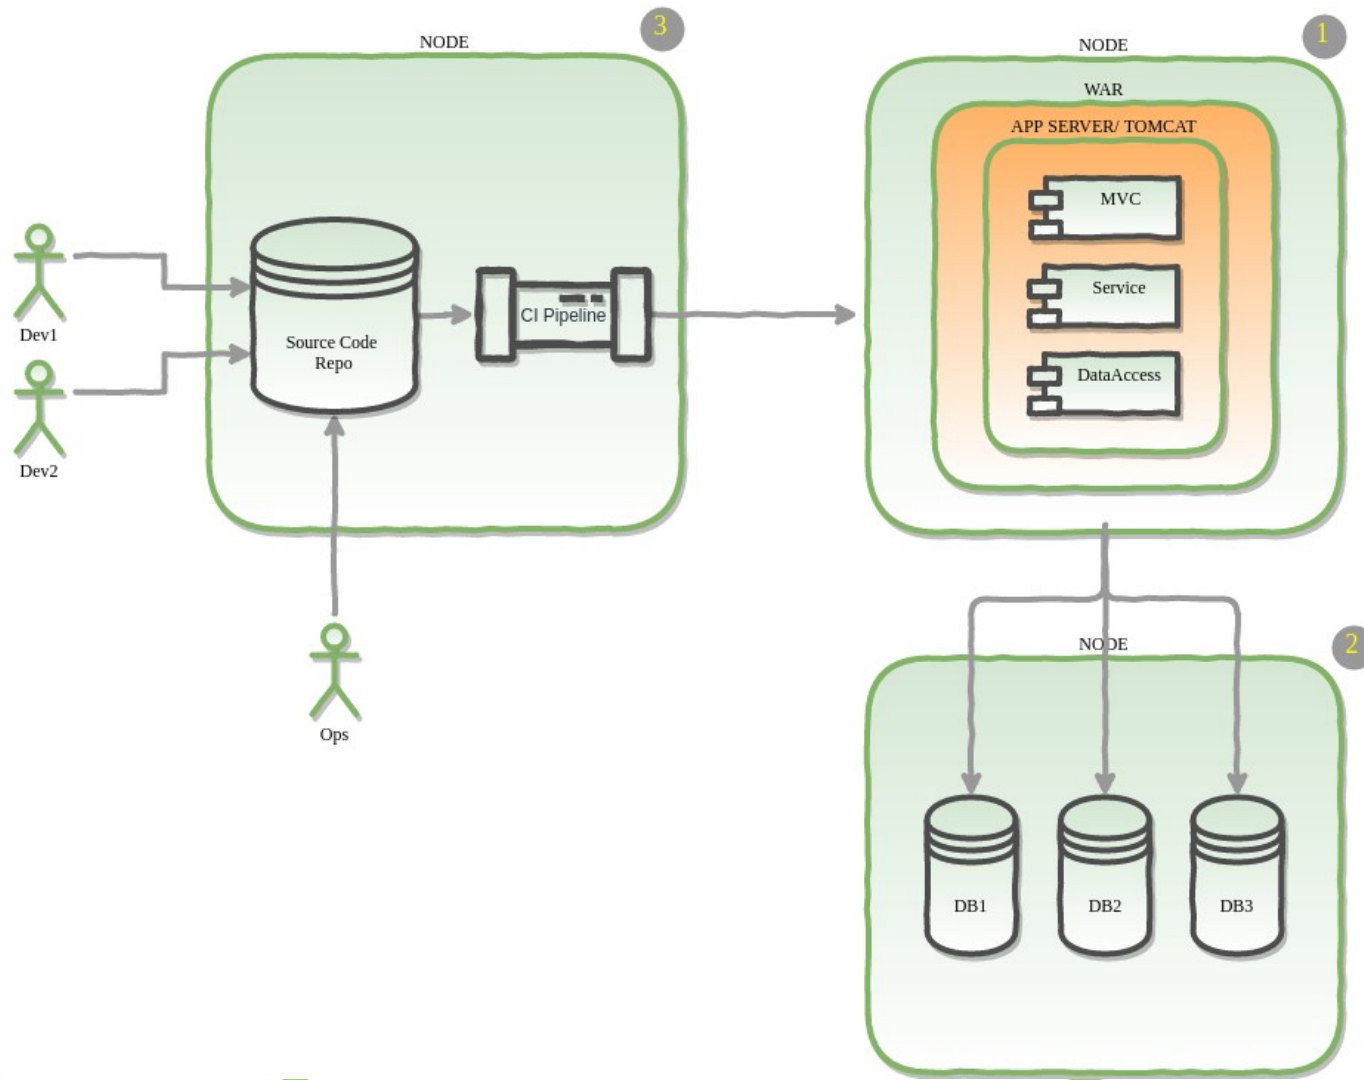 3
NODE
1
NODE
WAR
APP SERVER/ TOMCAT
MVC
Service
DataAccess
CI Pipeline
Source Code
Repo
Dev1
Dev2
Ops
NODE
2
DB1
DB2
DB3